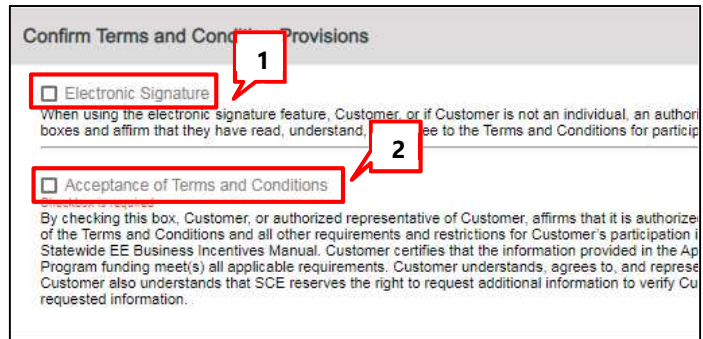 Confirm Terms and Condition Provisions
1
Electronic Signature
When using the electronic signature feature, Customer, or if Customer is not an individual, an authori
boxes and affirm that they have read, understand, ee to the Terms and Conditions for particip
2
Acceptance of Terms and Conditions
Checkbox is required
By checking this box, Customer, or authorized representative of Customer, affirms that it is authorize
of the Terms and Conditions and all other requirements and restrictions for Customer's participation i
Statewide EE Business Incentives Manual. Customer certifies that the information provided in the Ap
Program funding meet(s) all applicable requirements. Customer understands, agrees to, and represe
Customer also understands that SCE reserves the right to request additional information to verify Cu
requested information.